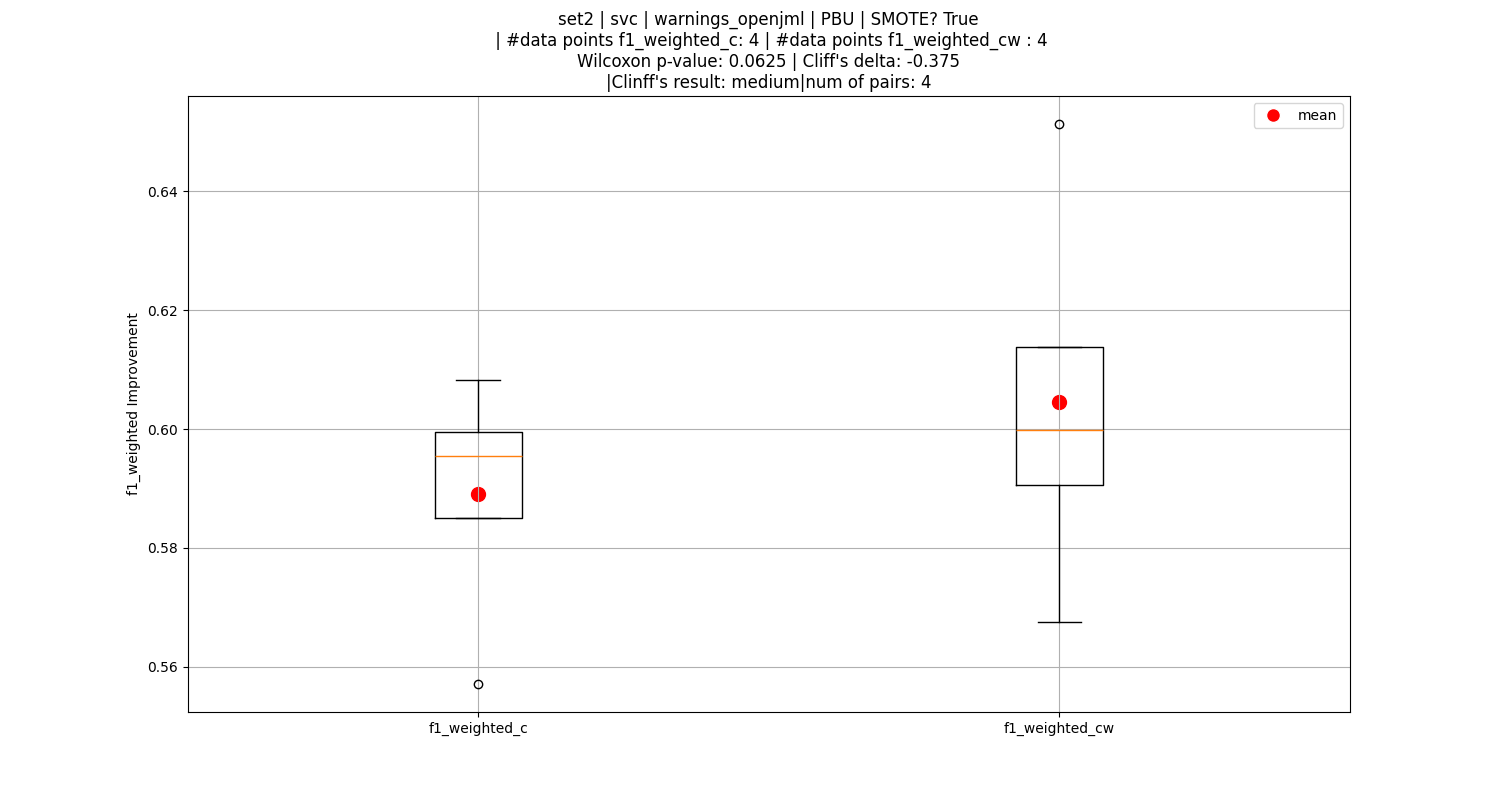 set2 | svc | warnings_openjml | PBU | SMOTE? True
| #data points f1_weighted_c: 4 | #data points f1_weighted_cw : 4
Wilcoxon p-value: 0.0625 | Cliff's delta: -0.375
|Clinff's result: medium|num of pairs: 4
mean
f1_weighted Improvement
0.64
0.62
0.60
0.58
0.56
f1_weighted_c
f1_weighted_cw